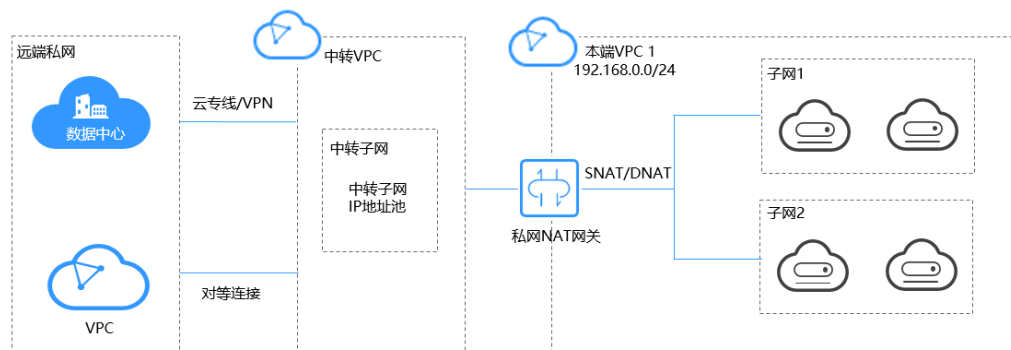 远端私网
数据中心
VPC
云专线/VPN
对等连接
中转VPC
中转子网
中转子网
IP地址池
本端VPC 1
192.168.0.0/24
私网NAT网关
SNAT/DNAT
子网1
子网2